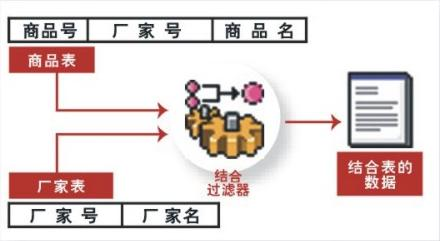 商品号 厂家号 商品名
商品表
结合
过滤器
结合表的
数据
厂家表
厂家号 厂家名